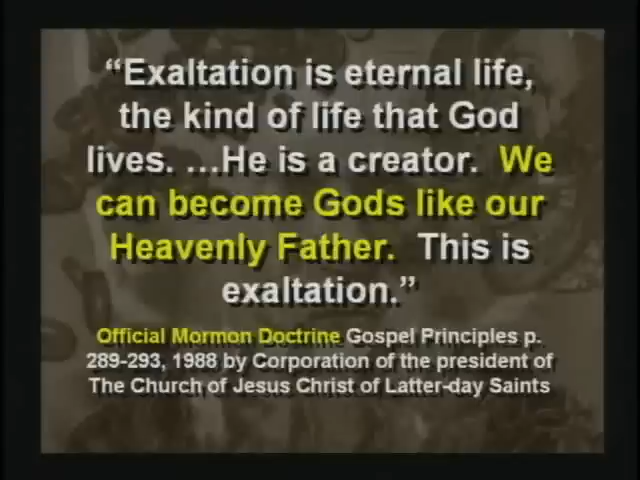 “Exaltation is eternal life,
the kind of life that God
lives. …He is a creator. We
can become Gods like our
Heavenly Father. This is
exaltation.”
Official Mormon Doctrine Gospel Principles p.
289-293, 1988 by Corporation of the president of
The Church of Jesus Christ of Latter-day Saints